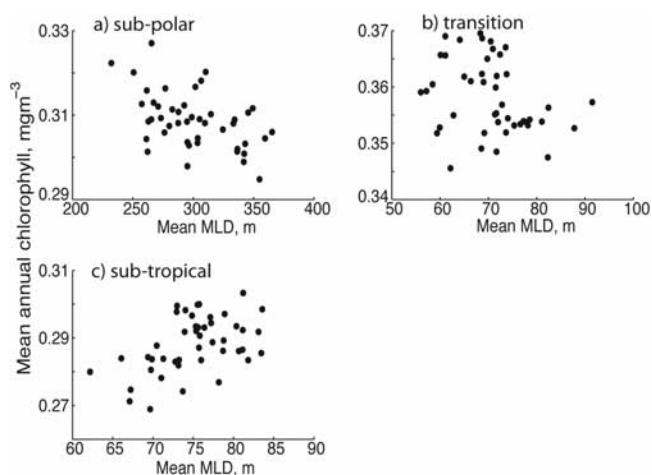 Mean annual chlorophyll, mgm⁻³
a) sub-polar
0.33
0.31
0.29
200 250 300 350 400
Mean MLD, m
b) transition
0.37
0.36
0.35
0.34
50 60 70 80 90 100
Mean MLD, m
c) sub-tropical
0.31
0.29
0.27
60 65 70 75 80 85 90
Mean MLD, m